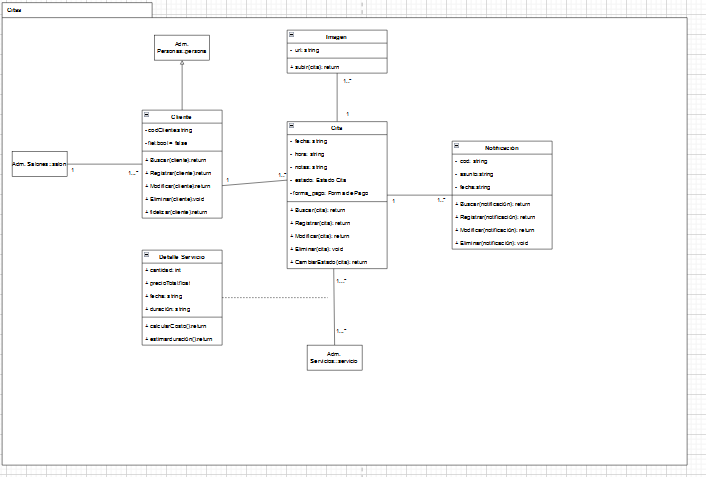 Citas
Adm.
Personas::persona
Imagen
- url: string
+ subir(cita): return
1..*
1
Cliente
- codCliente:string
- fiel:bool = false
+ Buscar(cliente):return
+ Registrar(cliente):return
+ Modificar(cliente):return
+ Eliminar(cliente):void
+ fidelizar(cliente):return
Adm. Salones::salon
1
1..*
1
1..*
Cita
- fecha: string
- hora: string
- notas: string
- estado: Estado Cita
-forma_pago: Forma de Pago
+ Buscar(cita): return
+ Registrar(cita): return
+ Modificar(cita): return
+ Eliminar(cita): void
+ CambiarEstado(cita): return
1
1..*
Notificación
- cod: string
- asunto:string
- fecha:string
+ Buscar(notificación): return
+ Registrar(notificación): return
+ Modificar(notificación): return
+ Eliminar(notificación): void
Detalle Servicio
+ cantidad: int
+ precioTotal:float
+ fecha: string
+ duración: string
+ calcularCosto():return
+ estimarduración():return
1..*
1..*
Adm.
Servicios::servicio